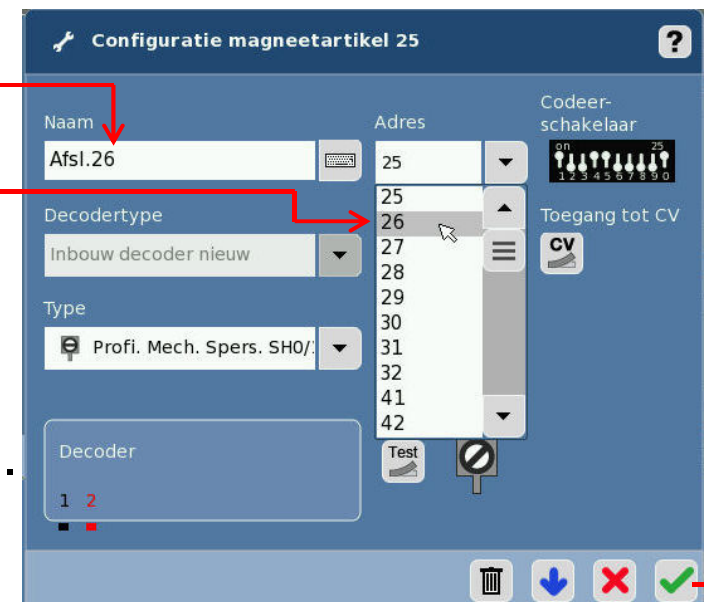 Configuratie magneetartikel 25
?
Naam
Afsl.26
Adres
25
Codeer-
schakelaar
on 25
1 2 3 4 5 6 7 8 9 0
Decodertype
Inbouw decoder nieuw
25
26
27
28
29
30
31
32
41
42
Toegang tot CV
CV
Type
Profi. Mech. Spers. SH0/
Decoder
1 2
Test